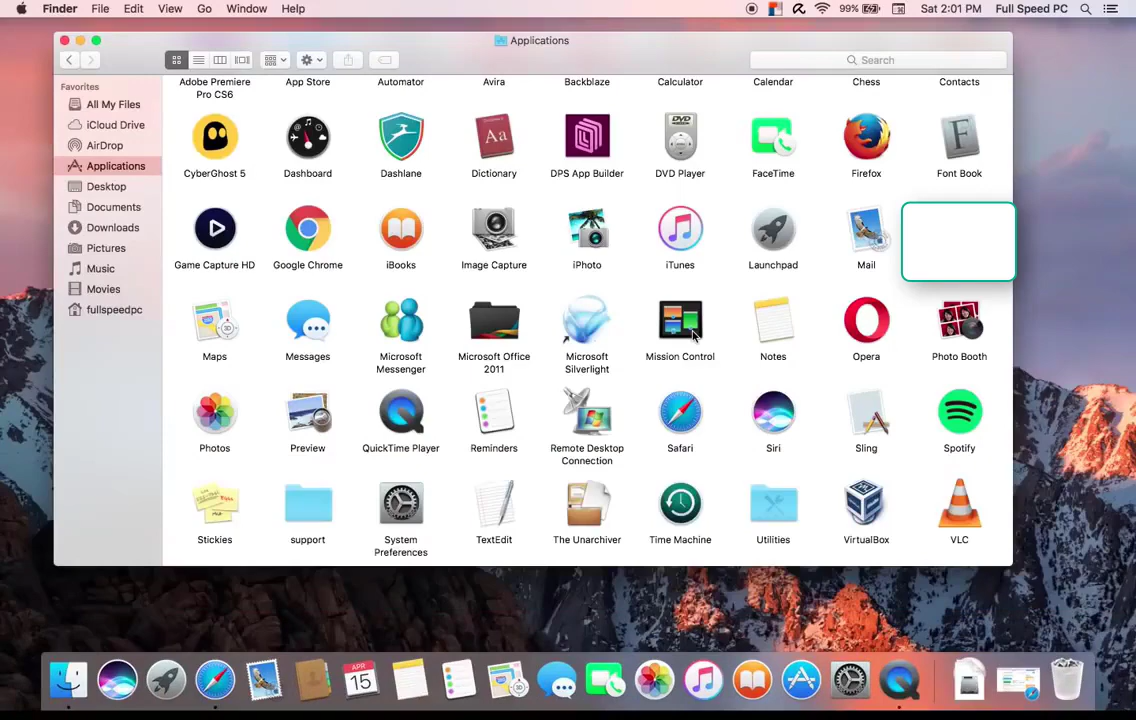 Finder File Edit View Go Window Help 99% Sat 2:01 PM Full Speed PC
Applications
Search
Favorites
All My Files
iCloud Drive
AirDrop
Applications
Desktop
Documents
Downloads
Pictures
Music
Movies
fullspeedpc
Adobe Premiere App Store Automator Avira Backblaze Calculator Calendar Chess Contacts
Pro CS6
CyberGhost 5 Dashboard Dashlane Dictionary DPS App Builder DVD Player FaceTime Firefox Font Book
Game Capture HD Google Chrome iBooks Image Capture iPhoto iTunes Launchpad Mail
Maps Messages Microsoft Microsoft Office Microsoft Mission Control Notes Opera Photo Booth
Messenger 2011 Silverlight
Photos Preview QuickTime Player Reminders Remote Desktop Safari Siri Sling Spotify
Connection
Stickies support System TextEdit The Unarchiver Time Machine Utilities VirtualBox VLC
Preferences
APR
15